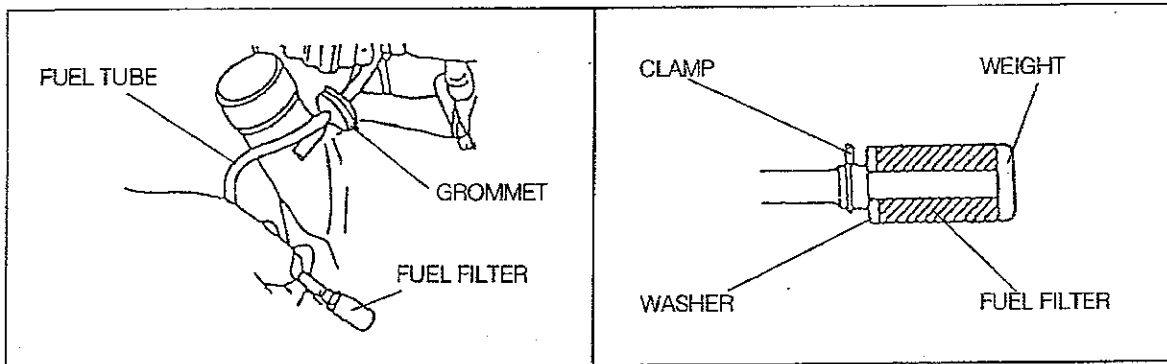 FUEL TUBE
GROMMET
FUEL FILTER
CLAMP
WEIGHT
WASHER
FUEL FILTER